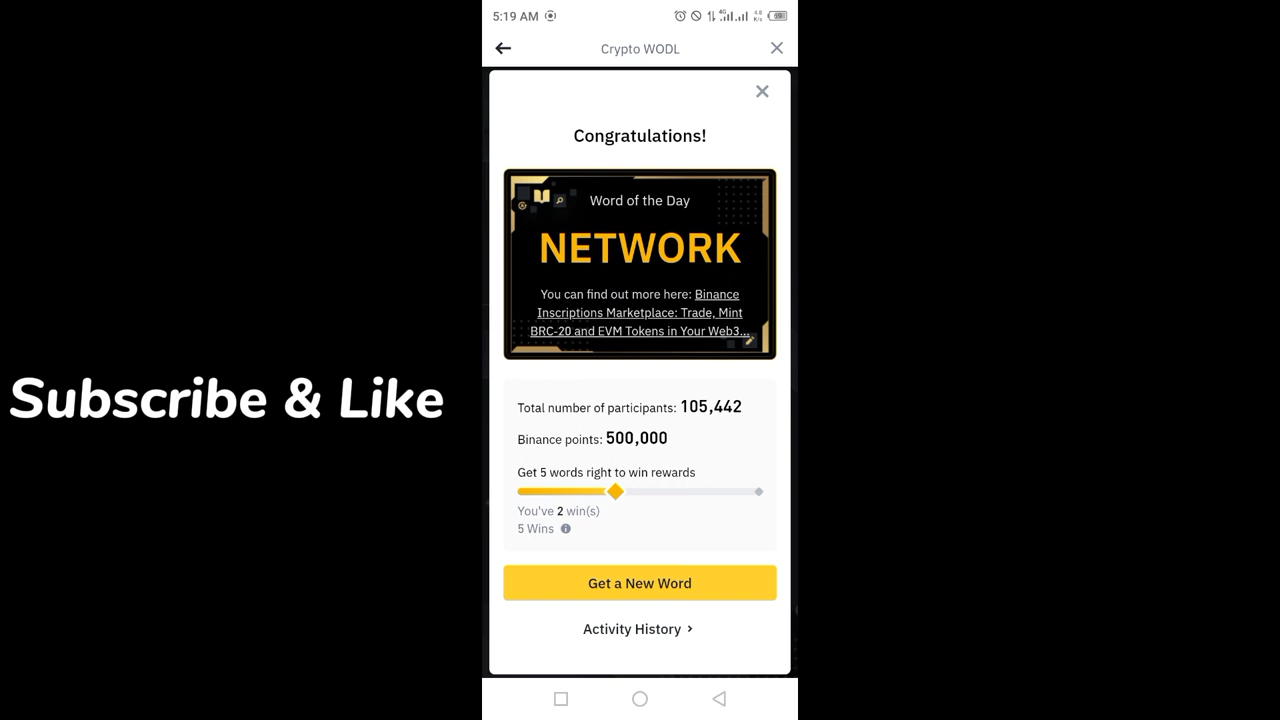 5:19 AM
4G
4.8
K/s
Crypto WODL
Congratulations!
Word of the Day
NETWORK
You can find out more here: Binance
Inscriptions Marketplace: Trade, Mint
BRC-20 and EVM Tokens in Your Web3...
Subscribe & Like
Total number of participants: 105,442
Binance points: 500,000
Get 5 words right to win rewards
You've 2 win(s)
5 Wins
Get a New Word
Activity History